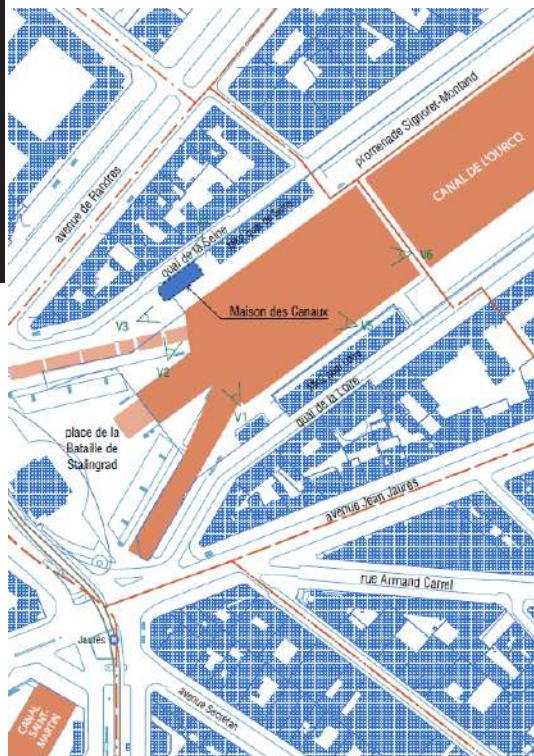 promenade Signoret-Montand
CANAL DE L'OURCQ
avenue de Flandres
quai de la Seine
V6
Maison des Canaux
V3
V5
V2
quai de la Loire
V1
place de la
Bataille de
Stalingrad
avenue Jean Jaurès
rue Armand Carrel
Jaurès
avenue Secrétan
CANAL
SAINT-
MARTIN